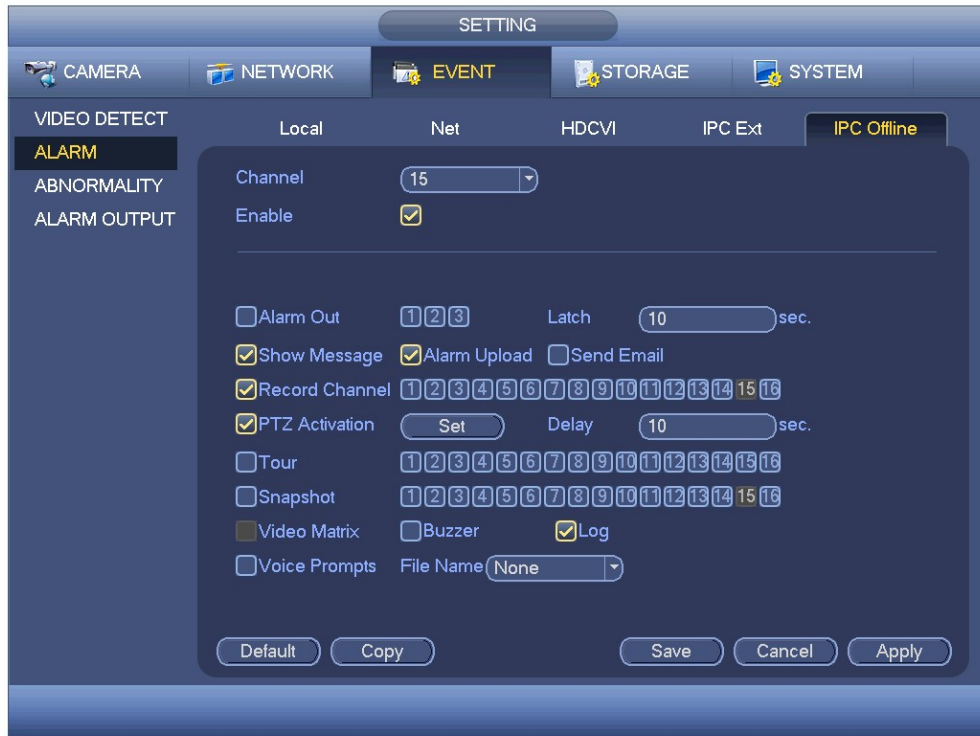 SETTING
CAMERA NETWORK EVENT STORAGE SYSTEM
VIDEO DETECT
ALARM
ABNORMALITY
ALARM OUTPUT
Local Net HDCVI IPC Ext IPC Offline
Channel 15
Enable
Alarm Out 1 2 3 Latch 10 sec.
Show Message Alarm Upload Send Email
Record Channel 1 2 3 4 5 6 7 8 9 10 11 12 13 14 15 16
PTZ Activation Set Delay 10 sec.
Tour 1 2 3 4 5 6 7 8 9 10 11 12 13 14 15 16
Snapshot 1 2 3 4 5 6 7 8 9 10 11 12 13 14 15 16
Video Matrix Buzzer Log
Voice Prompts File Name None
Default Copy Save Cancel Apply